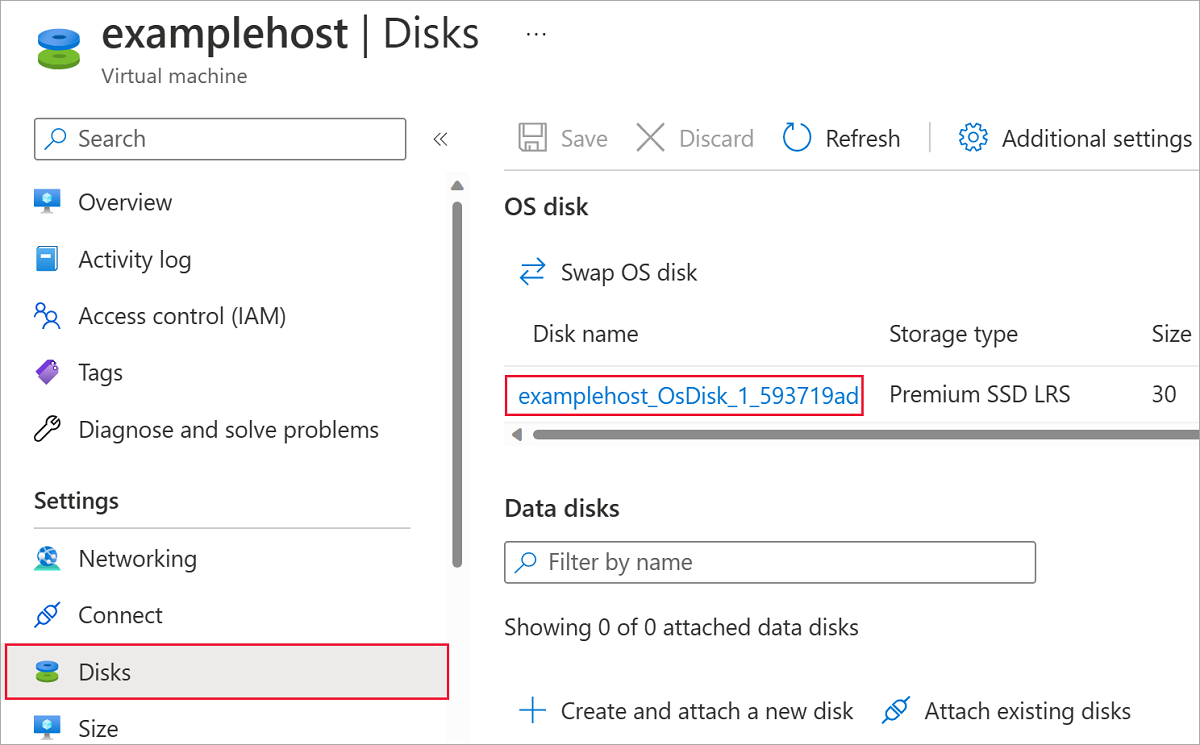 examplehost | Disks ...
Virtual machine
Search
«
Overview
Activity log
Access control (IAM)
Tags
Diagnose and solve problems
Settings
Networking
Connect
Disks
Size
Save Discard Refresh Additional settings
OS disk
Swap OS disk
Disk name Storage type Size
examplehost_OsDisk_1_593719ad Premium SSD LRS 30
Data disks
Filter by name
Showing 0 of 0 attached data disks
Create and attach a new disk Attach existing disks